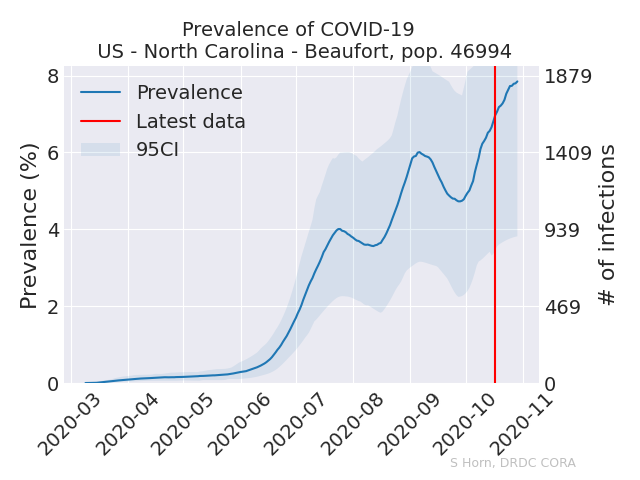 Prevalence of COVID-19
US - North Carolina - Beaufort, pop. 46994
Prevalence
Latest data
95CI
Prevalence (%)
8
6
4
2
0
1879
1409
939
469
0
# of infections
2020-03
2020-04
2020-05
2020-06
2020-07
2020-08
2020-09
2020-10
2020-11
S Horn, DRDC CORA